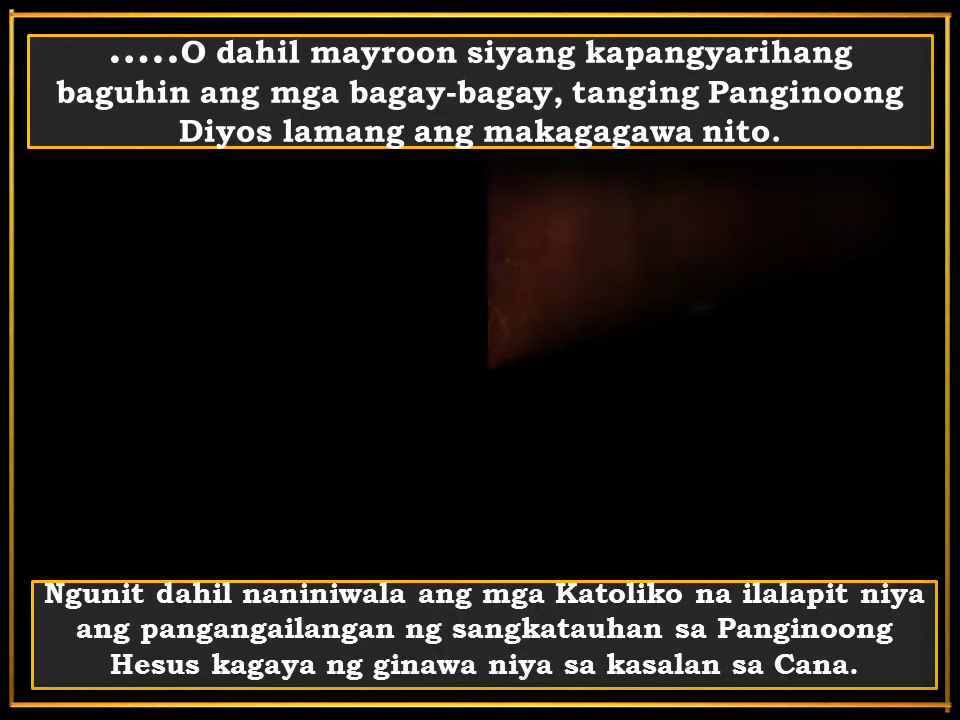 .....O dahil mayroon siyang kapangyarihang
baguhin ang mga bagay-bagay, tanging Panginoong
Diyos lamang ang makagagawa nito.
Ngunit dahil naniniwala ang mga Katoliko na ilalapit niya
ang pangangailangan ng sangkatauhan sa Panginoong
Hesus kagaya ng ginawa niya sa kasalan sa Cana.